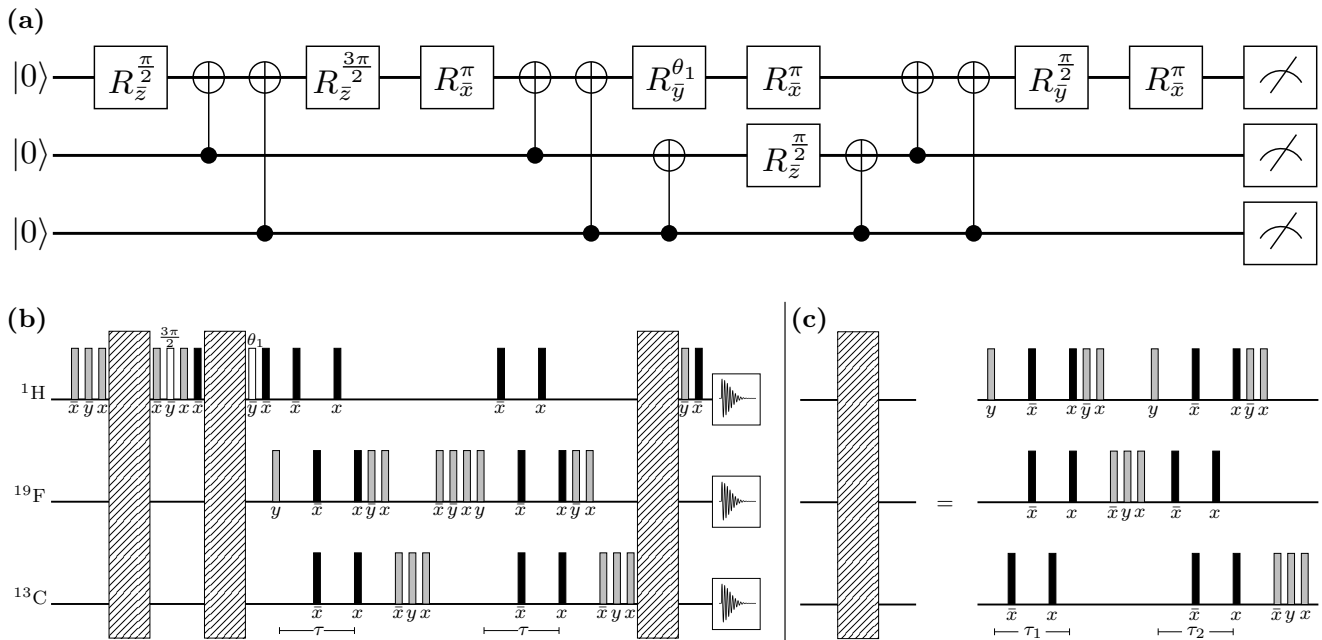 (a)
|0⟩ R_z̄^{π/2} R_z̄^{3π/2} R_x̄^π R_ȳ^{θ₁} R_x̄^π R_ȳ^{π/2} R_x̄^π
|0⟩ R_z̄^{π/2}
|0⟩
(b)
3π/2 θ₁
¹H
x̄ ȳ x x̄ ȳ x x̄ ȳ x̄ x̄ x x̄ x ȳ x̄
¹⁹F
y x̄ x ȳ x x̄ ȳ x y x̄ x ȳ x
¹³C
x̄ x x̄ y x x̄ x x̄ y x
τ τ
(c)
y x̄ x ȳ x y x̄ x ȳ x
=
x̄ x x̄ y x x̄ x
x̄ x x̄ x x̄ y x
τ₁ τ₂